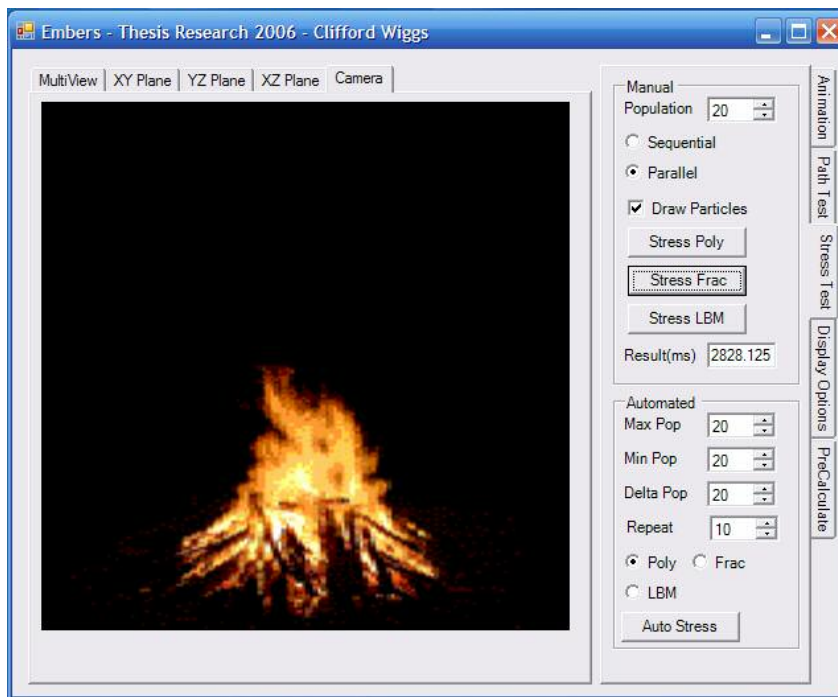 Embers - Thesis Research 2006 - Clifford Wiggs
MultiView
XY Plane
YZ Plane
XZ Plane
Camera
Manual
Population 20
Sequential
Parallel
Draw Particles
Stress Poly
Stress Frac
Stress LBM
Result(ms) 2828.125
Automated
Max Pop 20
Min Pop 20
Delta Pop 20
Repeat 10
Poly Frac
LBM
Auto Stress
Animation
Path Test
Stress Test
Display Options
PreCalculate